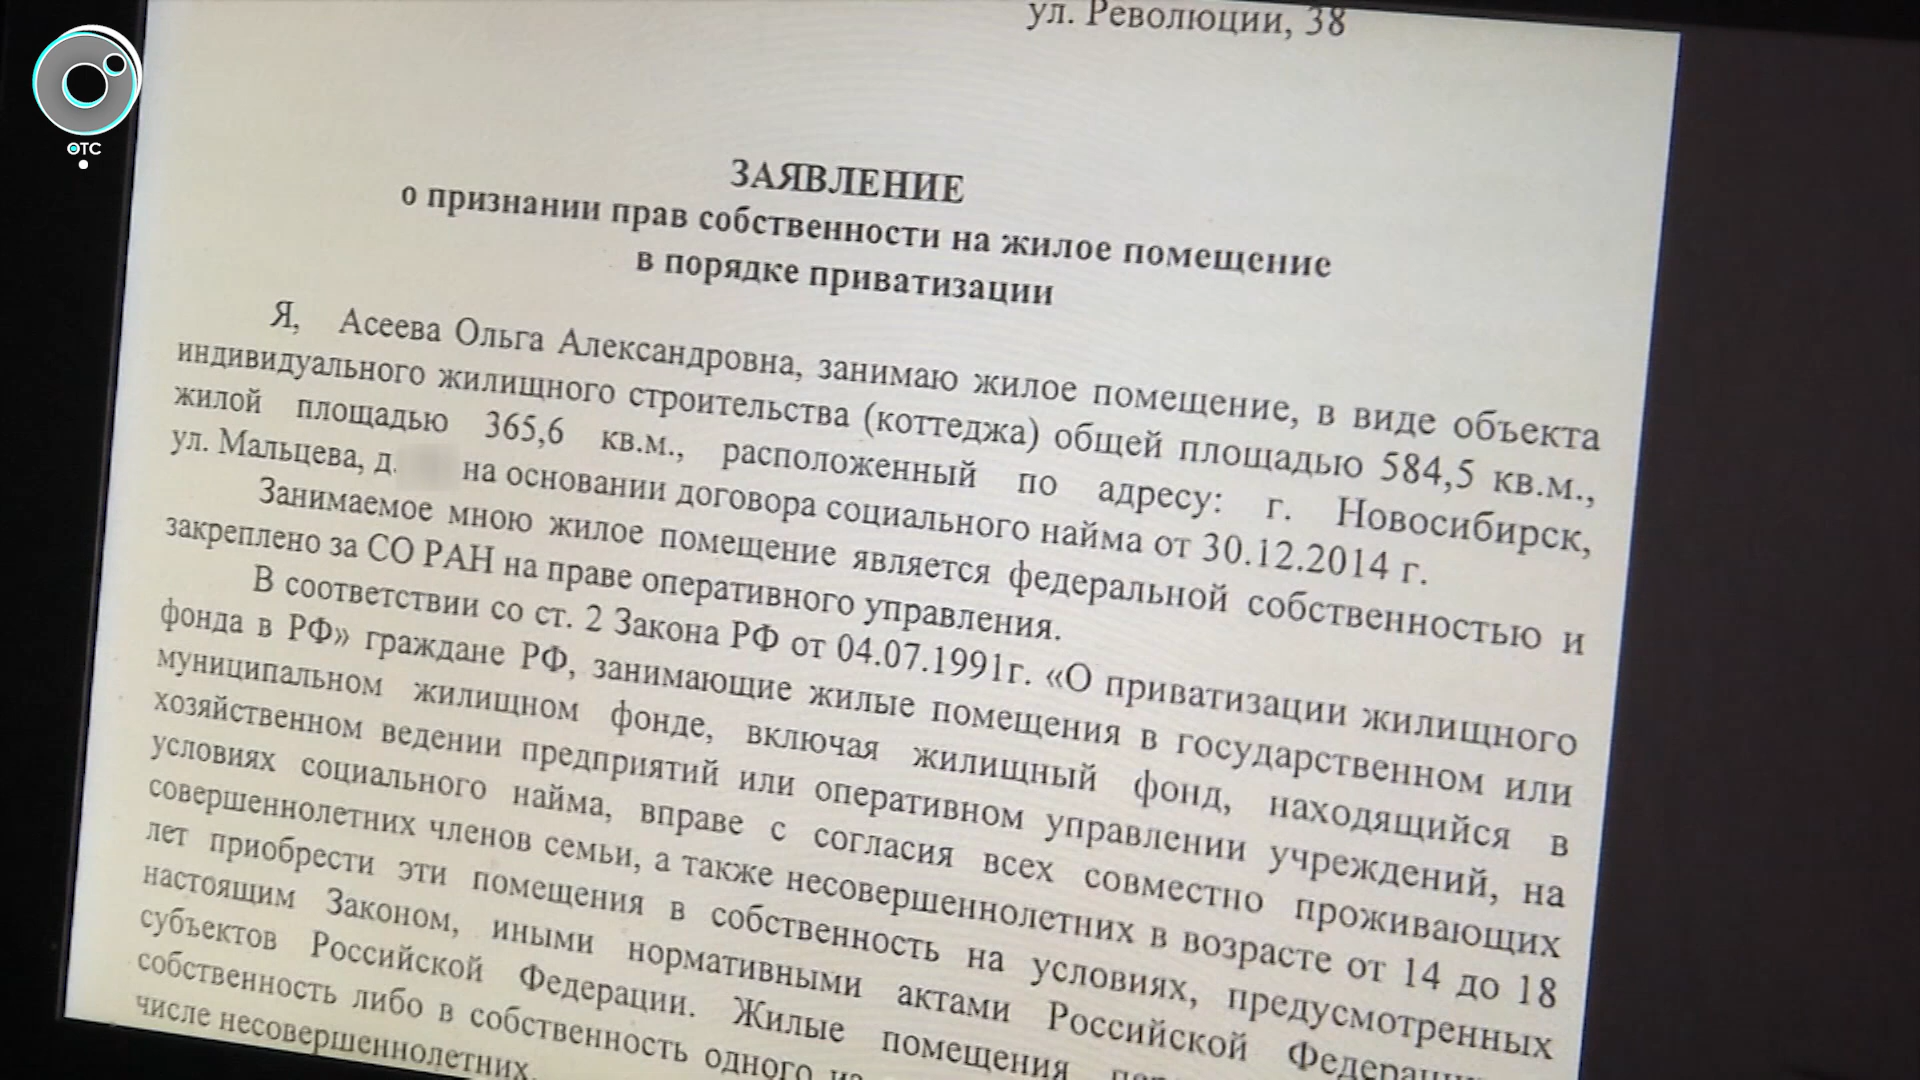 ул. Революции, 38
ОТС
ЗАЯВЛЕНИЕ
о признании прав собственности на жилое помещение
в порядке приватизации
Я, Асеева Ольга Александровна, занимаю жилое помещение, в виде объекта
индивидуального жилищного строительства (коттеджа) общей площадью 584,5 кв.м.,
жилой площадью 365,6 кв.м., расположенный по адресу: г. Новосибирск,
ул. Мальцева, д. на основании договора социального найма от 30.12.2014 г.
Занимаемое мною жилое помещение является федеральной собственностью и
закреплено за СО РАН на праве оперативного управления.
В соответствии со ст. 2 Закона РФ от 04.07.1991г. «О приватизации жилищного
фонда в РФ» граждане РФ, занимающие жилые помещения в государственном или
муниципальном жилищном фонде, включая жилищный фонд, находящийся в
хозяйственном ведении предприятий или оперативном управлении учреждений, на
условиях социального найма, вправе с согласия всех совместно проживающих
совершеннолетних членов семьи, а также несовершеннолетних в возрасте от 14 до 18
лет приобрести эти помещения в собственность на условиях, предусмотренных
настоящим Законом, иными нормативными актами Российской Федерации
субъектов Российской Федерации. Жилые помещения
собственность либо в собственность одного из
числе несовершеннолетних.